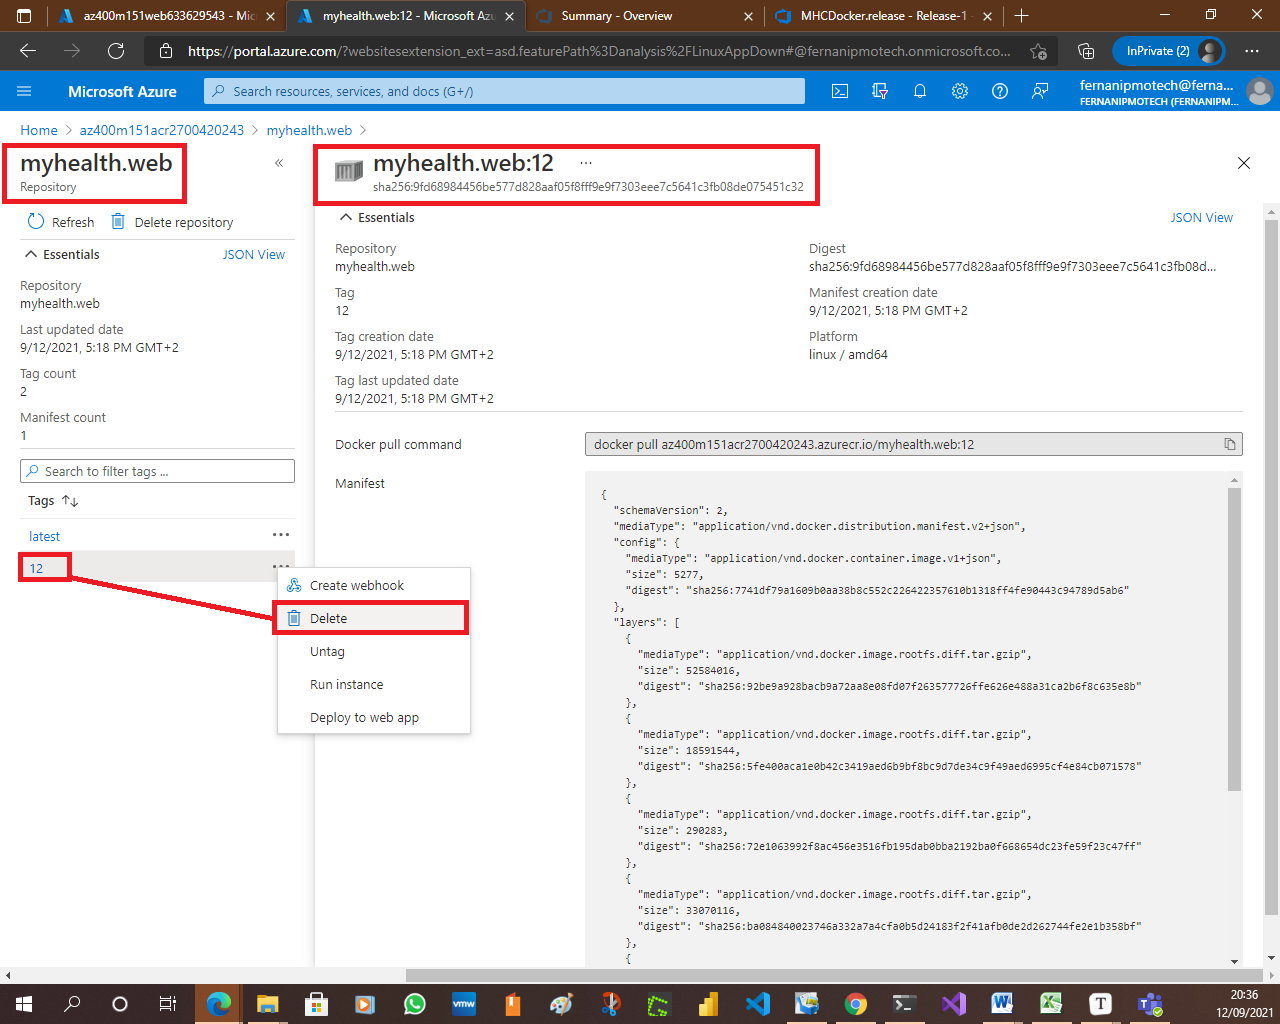 az400m151web633629543 - Mic
myhealth.web:12 - Microsoft Azu
Summary - Overview
MHCDocker.release - Release-1 -
https://portal.azure.com/?websitesextension_ext=asd.featurePath%3Danalysis%2FLinuxAppDown#@fernanipmotech.onmicrosoft.co...
InPrivate (2)
Microsoft Azure
Search resources, services, and docs (G+/)
fernanipmotech@ferna...
FERNANIPMOTECH (FERNANIPM...
Home > az400m151acr2700420243 > myhealth.web >
myhealth.web
Repository
Refresh
Delete repository
Essentials
JSON View
Repository
myhealth.web
Last updated date
9/12/2021, 5:18 PM GMT+2
Tag count
2
Manifest count
1
Search to filter tags ...
Tags
latest
12
Create webhook
Delete
Untag
Run instance
Deploy to web app
myhealth.web:12
sha256:9fd68984456be577d828aaf05f8fff9e9f7303eee7c5641c3fb08de075451c32
Essentials
JSON View
Repository
myhealth.web
Tag
12
Tag creation date
9/12/2021, 5:18 PM GMT+2
Tag last updated date
9/12/2021, 5:18 PM GMT+2
Digest
sha256:9fd68984456be577d828aaf05f8fff9e9f7303eee7c5641c3fb08d...
Manifest creation date
9/12/2021, 5:18 PM GMT+2
Platform
linux / amd64
Docker pull command
docker pull az400m151acr2700420243.azurecr.io/myhealth.web:12
Manifest
{
"schemaVersion": 2,
"mediaType": "application/vnd.docker.distribution.manifest.v2+json",
"config": {
"mediaType": "application/vnd.docker.container.image.v1+json",
"size": 5277,
"digest": "sha256:7741df79a1609b0aa38b8c552c226422357610b1318ff4fe90443c94789d5ab6"
},
"layers": [
{
"mediaType": "application/vnd.docker.image.rootfs.diff.tar.gzip",
"size": 52584016,
"digest": "sha256:92be9a928bacb9a72aa8e08fd07f263577726ffe626e488a31ca2b6f8c635e8b"
},
{
"mediaType": "application/vnd.docker.image.rootfs.diff.tar.gzip",
"size": 18591544,
"digest": "sha256:5fe400aca1e0b42c3419aed6b9bf8bc9d7de34c9f49aed6995cf4e84cb071578"
},
{
"mediaType": "application/vnd.docker.image.rootfs.diff.tar.gzip",
"size": 290283,
"digest": "sha256:72e1063992f8ac456e3516fb195dab0bba2192ba0f668654dc23fe59f23c47ff"
},
{
"mediaType": "application/vnd.docker.image.rootfs.diff.tar.gzip",
"size": 33070116,
"digest": "sha256:ba084840023746a332a7a4cfa0b5d24183f2f41afb0de2d262744fe2e1b358bf"
},
{
vmw
20:36
12/09/2021